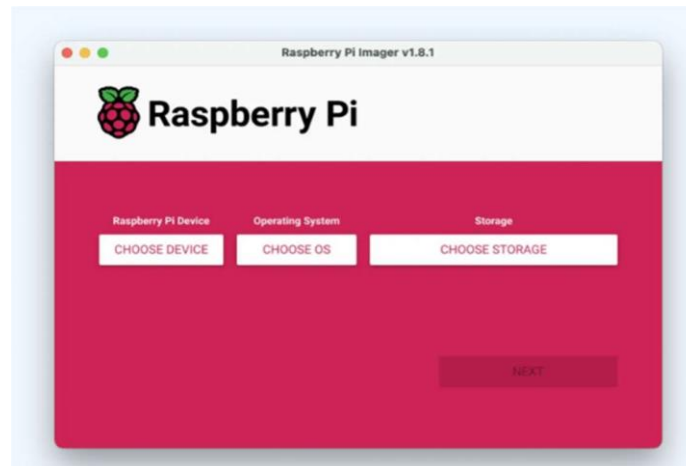 Raspberry Pi Imager v1.8.1
Raspberry Pi
Raspberry Pi Device Operating System Storage
CHOOSE DEVICE CHOOSE OS CHOOSE STORAGE
NEXT